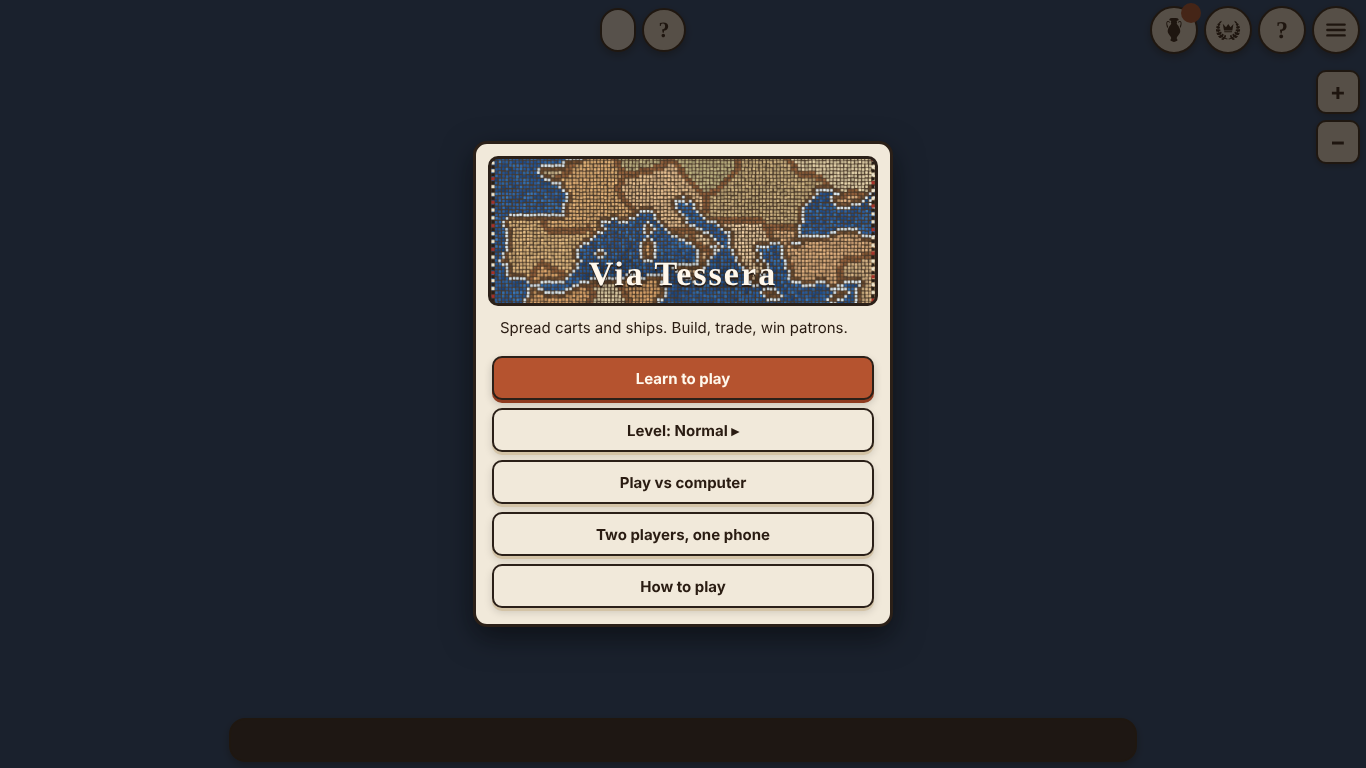 ?
?
+
−
Via Tessera
Spread carts and ships. Build, trade, win patrons.
Learn to play
Level: Normal ▸
Play vs computer
Two players, one phone
How to play